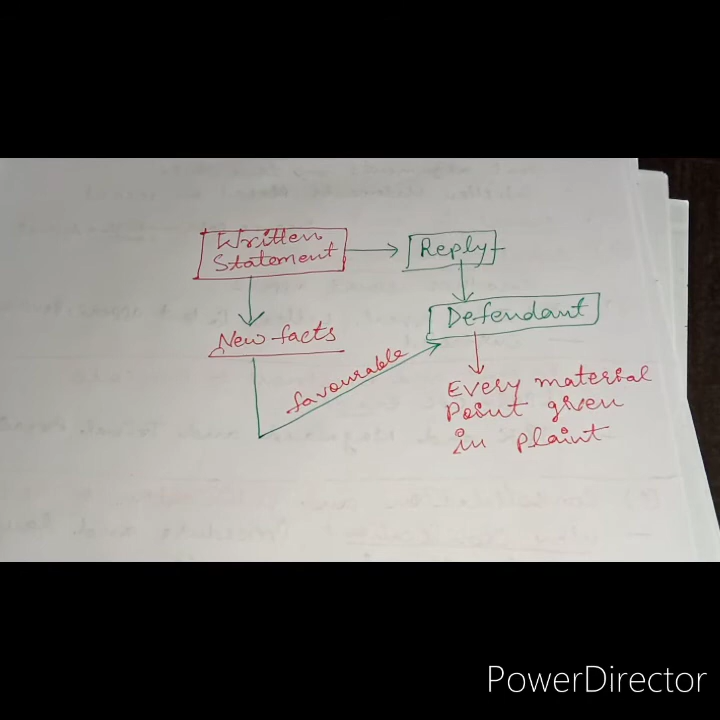 Written
Statement
Reply
Defendant
New facts
favourable
Every material
Point given
in plaint
PowerDirector